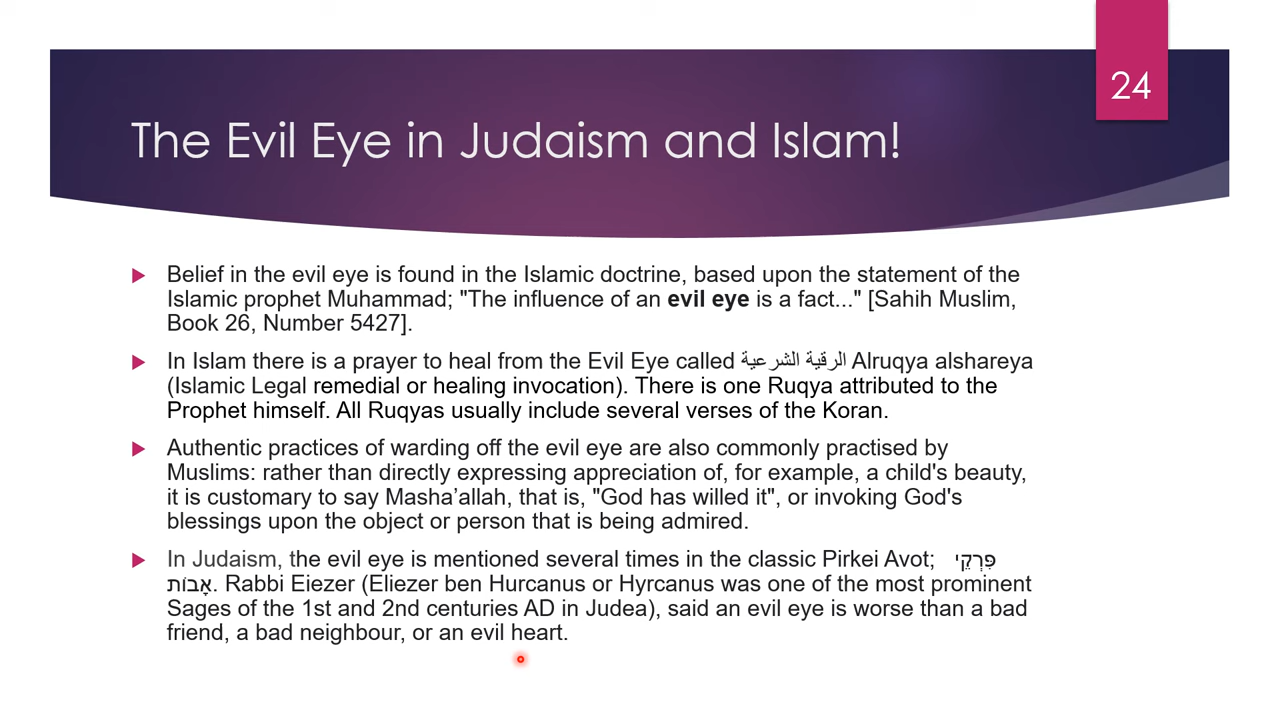 24
The Evil Eye in Judaism and Islam!
Belief in the evil eye is found in the Islamic doctrine, based upon the statement of the
Islamic prophet Muhammad; "The influence of an evil eye is a fact..." [Sahih Muslim,
Book 26, Number 5427].
In Islam there is a prayer to heal from the Evil Eye called الرقية الشرعية Alruqya alshareya
(Islamic Legal remedial or healing invocation). There is one Ruqya attributed to the
Prophet himself. All Ruqyas usually include several verses of the Koran.
Authentic practices of warding off the evil eye are also commonly practised by
Muslims: rather than directly expressing appreciation of, for example, a child's beauty,
it is customary to say Masha’allah, that is, "God has willed it", or invoking God's
blessings upon the object or person that is being admired.
In Judaism, the evil eye is mentioned several times in the classic Pirkei Avot; פִּרְקֵי
אָבוֹת. Rabbi Eiezer (Eliezer ben Hurcanus or Hyrcanus was one of the most prominent
Sages of the 1st and 2nd centuries AD in Judea), said an evil eye is worse than a bad
friend, a bad neighbour, or an evil heart.